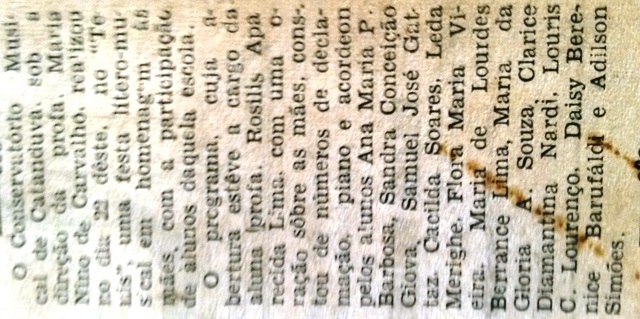 O Conservatório Musi-
cal de Catanduva, sob a
direção da profa. Maria
Nino de Carvalho, realizou
no dia 22 dêste, no "Te-
nis", uma festa litero-mu-
s'cal em homenagem às
mães, com a participação
de alunos daquela escola.
O programa, cuja a-
bertura estêve a cargo da
aluna profa Rosilis Apa
recida Lima, com uma o-
ração sôbre as mães, cons-
tou de números de decla-
mação, piano e acordeon
pelos alunos Ana Maria P.
Barbosa, Sandra Conceição
Giova, Samuel José Gat-
taz, Cacilda Soares, Leda
Merighe, Flora Maria Vi-
eira, Maria de Lourdes
Berrance Lima, Maria da
Gloria A. Souza, Clarice
Diamantina Nardi, Louris
C. Lourenço, Daisy Bere-
nice Barufáldi e Adilson
Simões.